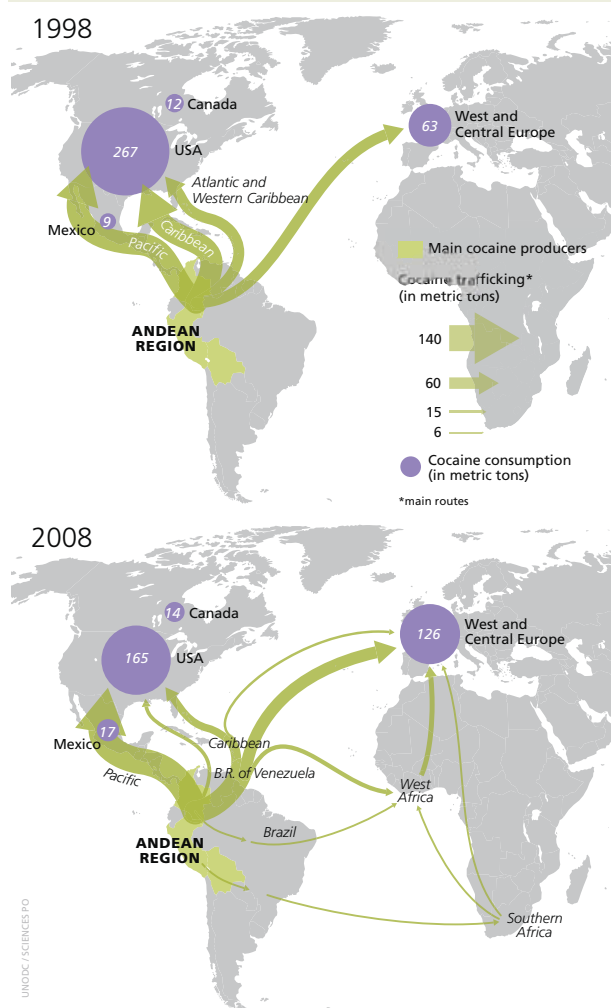 1998
12 Canada
267 USA
63 West and
Central Europe
Atlantic and
Western Caribbean
Mexico 9
Pacific
Caribbean
Main cocaine producers
Cocaine trafficking*
(in metric tons)
ANDEAN
REGION
140
60
15
6
Cocaine consumption
(in metric tons)
*main routes
2008
14 Canada
165 USA
126 West and
Central Europe
17
Mexico
Caribbean
Pacific
B.R. of Venezuela
West
Africa
Brazil
ANDEAN
REGION
Southern
Africa
UNODC / SCIENCES PO